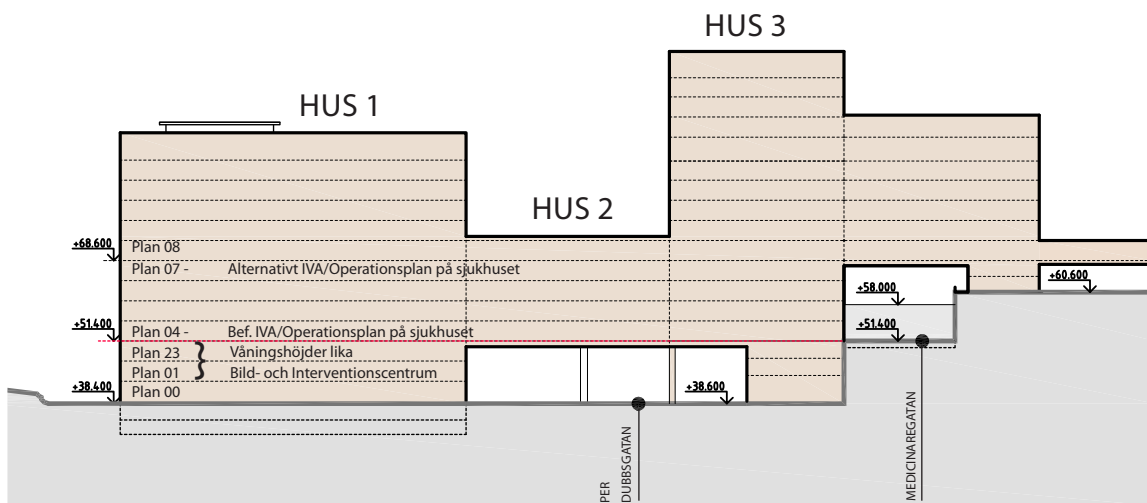 HUS 3
HUS 1
HUS 2
+68.600
Plan 08
Plan 07 - Alternativt IVA/Operationsplan på sjukhuset
+58.000
+60.600
+51.400
Plan 04 - Bef. IVA/Operationsplan på sjukhuset
+51.400
Plan 23 } Våningshöjder lika
Plan 01 Bild- och Interventionscentrum
+38.400
Plan 00
+38.600
PER
DUBBSGATAN
MEDICINAREGATAN